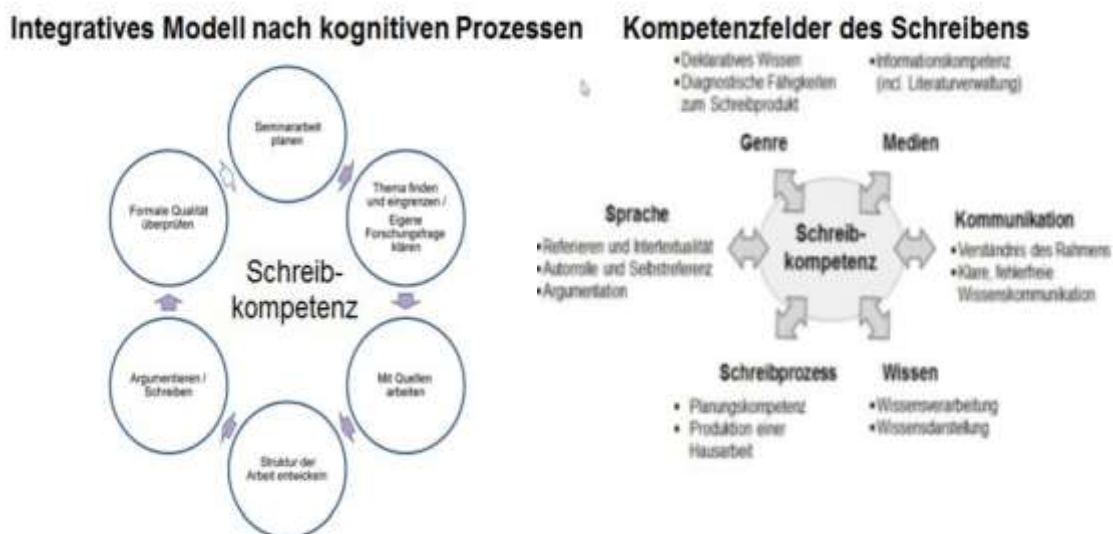 Integratives Modell nach kognitiven Prozessen
Seminararbeit
planen
Thema finden
und eingrenzen /
Eigene
Forschungsfrage
klären
Mit Quellen
arbeiten
Struktur der
Arbeit entwickeln
Argumentieren /
Schreiben
Formale Qualität
überprüfen
Schreib-
kompetenz
Kompetenzfelder des Schreibens
▪Deklaratives Wissen
▪Diagnostische Fähigkeiten
zum Schreibprodukt
▪Informationskompetenz
(incl. Literaturverwaltung)
Genre
Medien
Sprache
▪Referieren und Intertextualität
▪Autorrolle und Selbstreferenz
▪Argumentation
Schreib-
kompetenz
Kommunikation
▪Verständnis des Rahmens
▪Klare, fehlerfreie
Wissenskommunikation
Schreibprozess
▪ Planungskompetenz
▪ Produktion einer
Hausarbeit
Wissen
▪Wissensverarbeitung
▪Wissensdarstellung